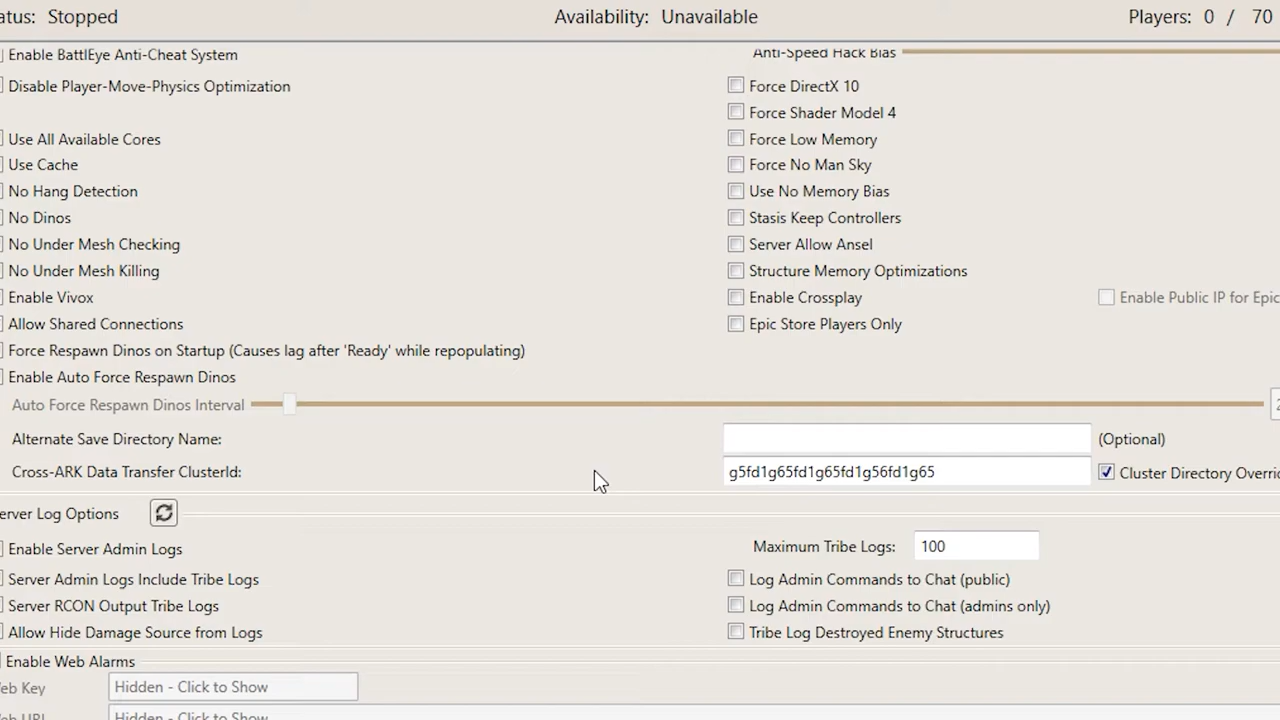 atus: Stopped Availability: Unavailable Players: 0 / 70
Enable BattlEye Anti-Cheat System Anti-Speed Hack Bias
Disable Player-Move-Physics Optimization Force DirectX 10
Force Shader Model 4
Use All Available Cores Force Low Memory
Use Cache Force No Man Sky
No Hang Detection Use No Memory Bias
No Dinos Stasis Keep Controllers
No Under Mesh Checking Server Allow Ansel
No Under Mesh Killing Structure Memory Optimizations
Enable Vivox Enable Crossplay Enable Public IP for Epic
Allow Shared Connections Epic Store Players Only
Force Respawn Dinos on Startup (Causes lag after 'Ready' while repopulating)
Enable Auto Force Respawn Dinos
Auto Force Respawn Dinos Interval 2
Alternate Save Directory Name: (Optional)
Cross-ARK Data Transfer ClusterId: g5fd1g65fd1g65fd1g56fd1g65 Cluster Directory Overri
erver Log Options
Enable Server Admin Logs Maximum Tribe Logs: 100
Server Admin Logs Include Tribe Logs Log Admin Commands to Chat (public)
Server RCON Output Tribe Logs Log Admin Commands to Chat (admins only)
Allow Hide Damage Source from Logs Tribe Log Destroyed Enemy Structures
Enable Web Alarms
eb Key Hidden - Click to Show
eb URL Hidden - Click to Show